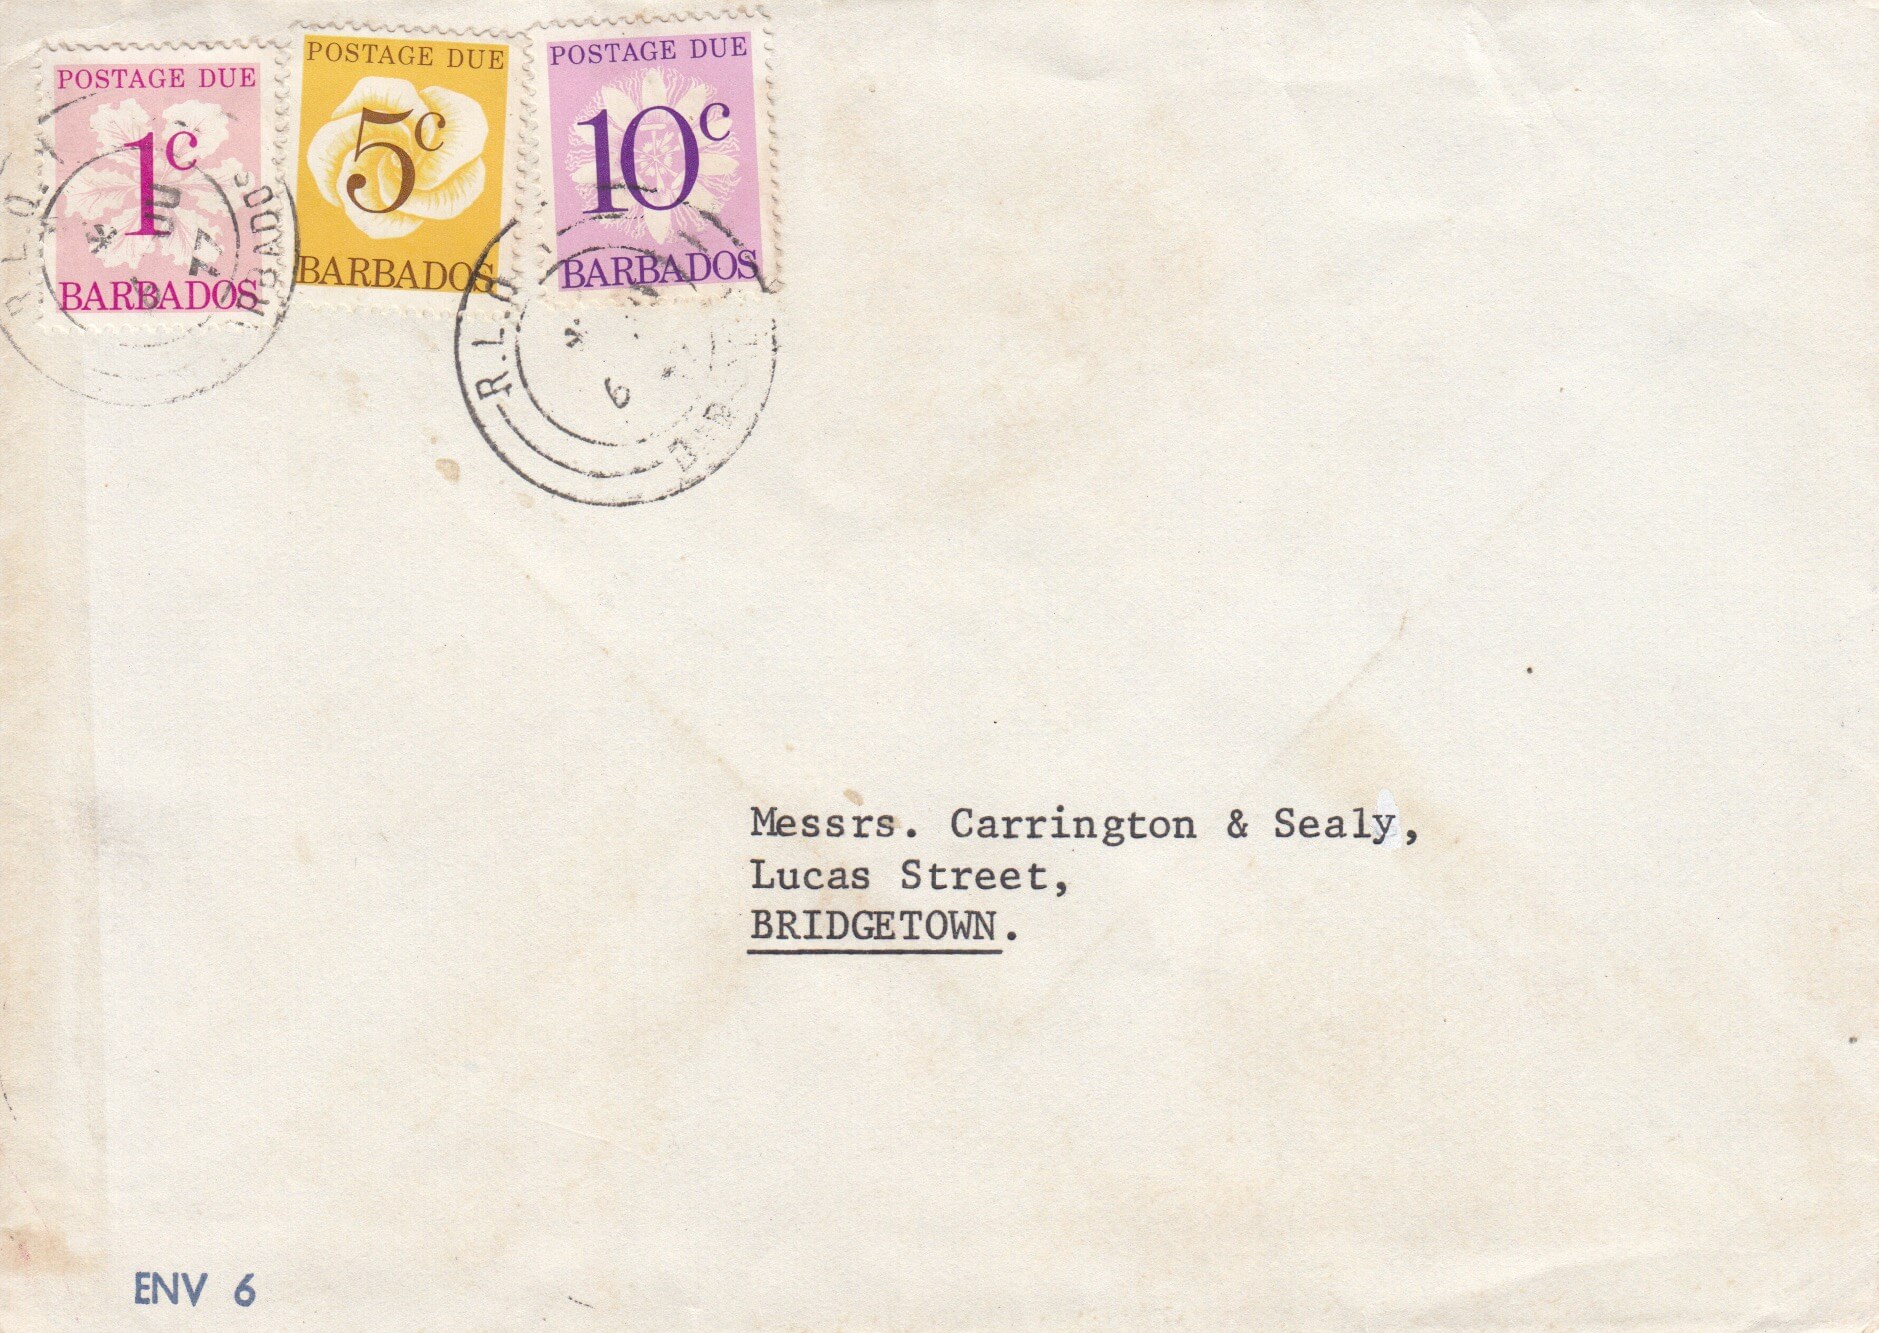 POSTAGE DUE
1c
BARBADOS
POSTAGE DUE
5c
BARBADOS
POSTAGE DUE
10c
BARBADOS
R.L.O.
R.L.O.
6
Messrs. Carrington & Sealy,
Lucas Street,
BRIDGETOWN.
ENV 6